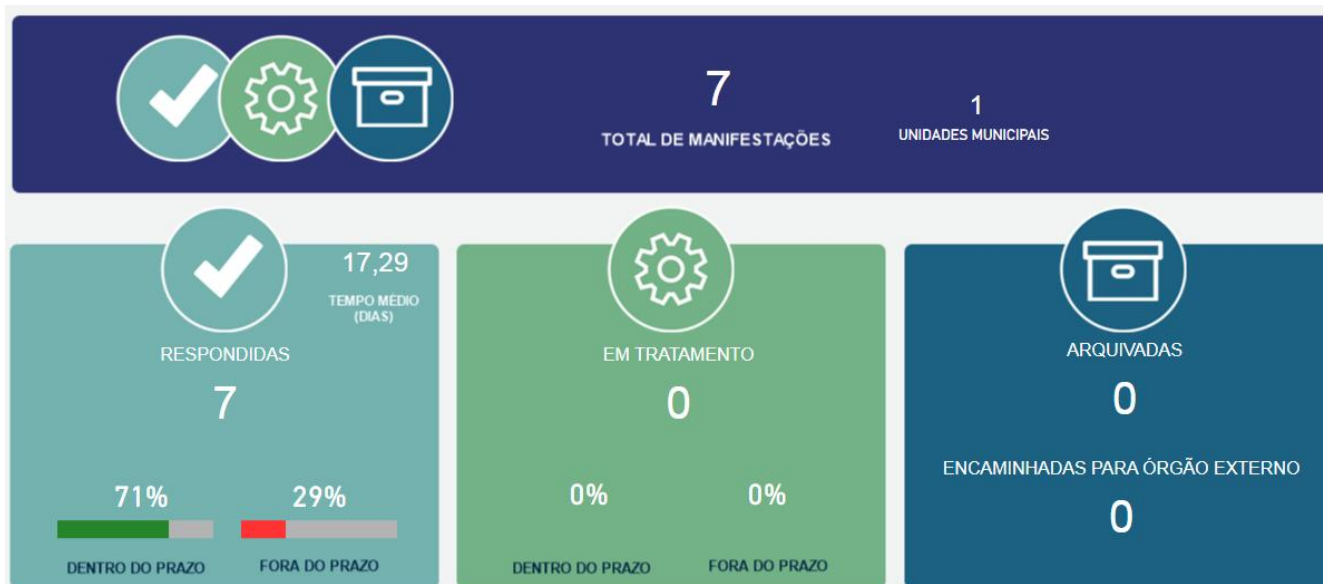 7
TOTAL DE MANIFESTAÇÕES
1
UNIDADES MUNICIPAIS
17,29
TEMPO MÉDIO
(DIAS)
RESPONDIDAS
7
71%
29%
DENTRO DO PRAZO
FORA DO PRAZO
EM TRATAMENTO
0
0%
0%
DENTRO DO PRAZO
FORA DO PRAZO
ARQUIVADAS
0
ENCAMINHADAS PARA ÓRGÃO EXTERNO
0